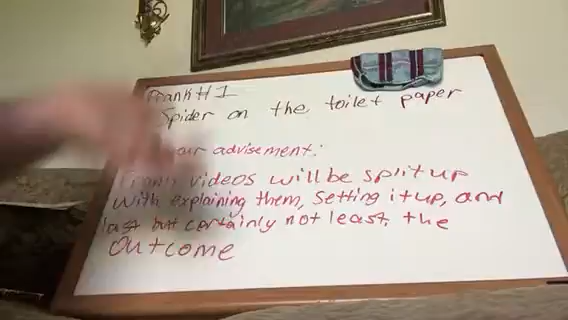 Prank # 1
Spider on the toilet paper
advisement:
videos will be split up
with explaining them, setting it up, and
last but certainly not least, the
outcome